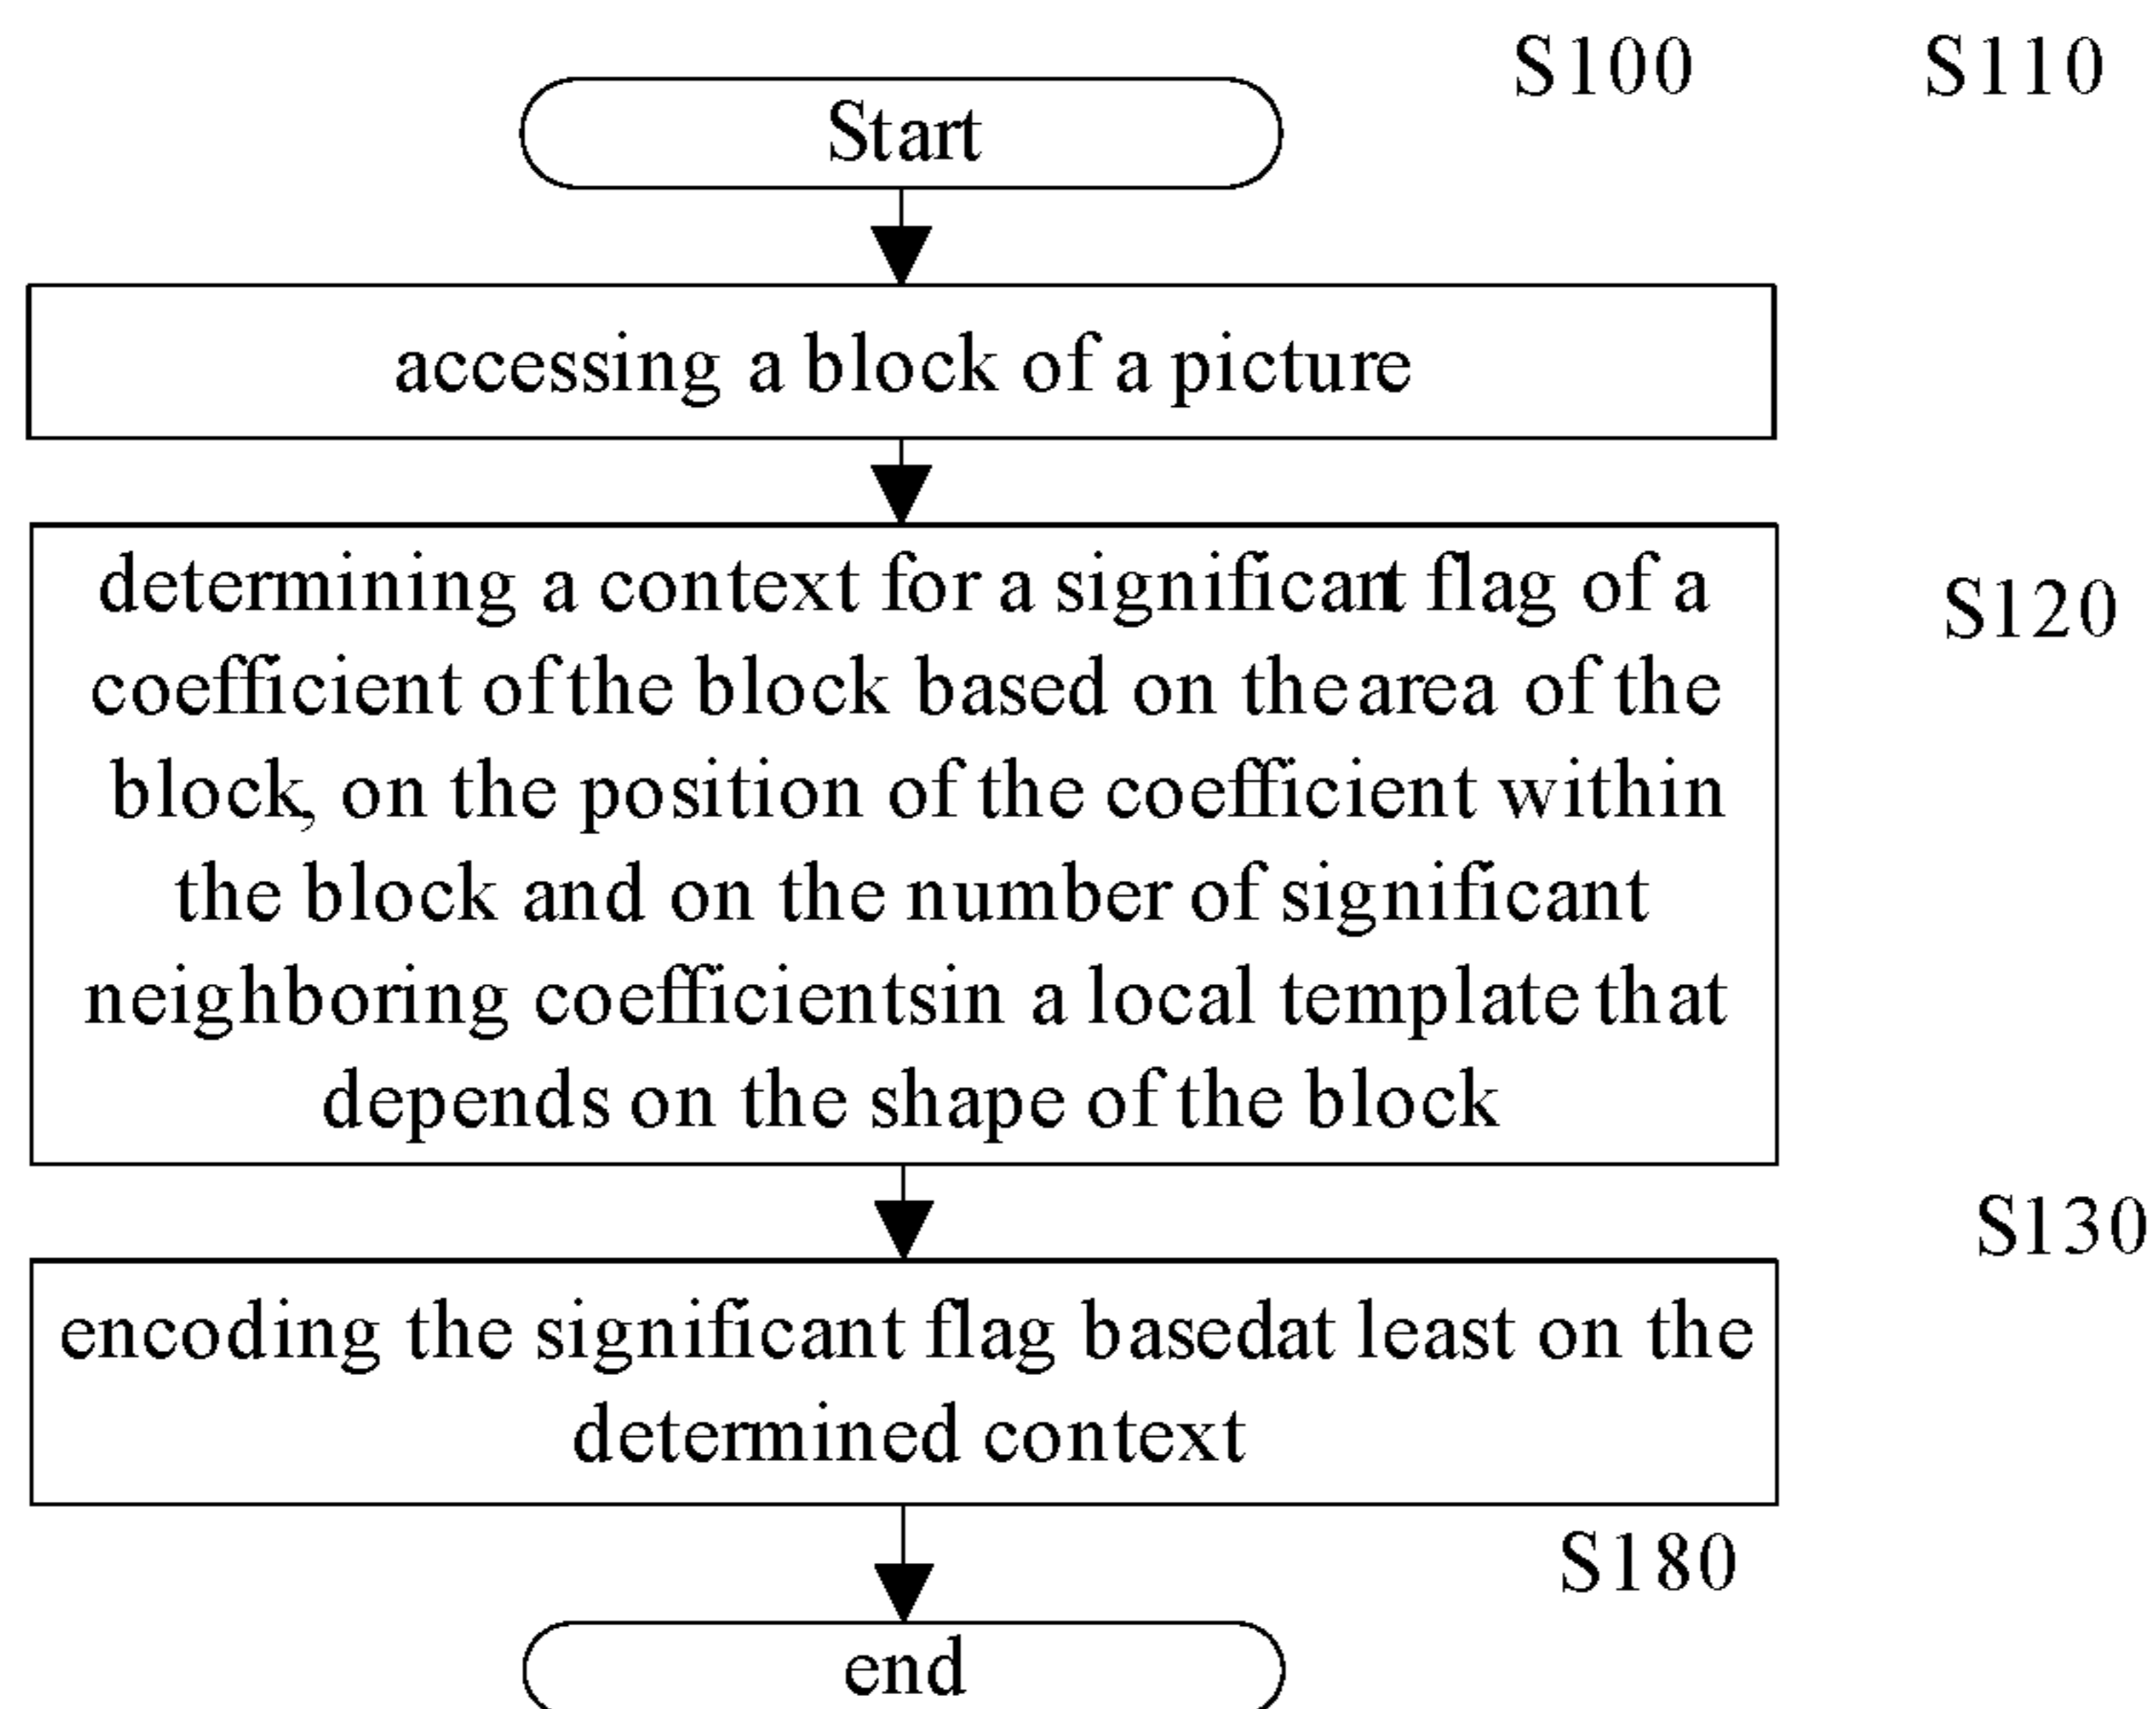 S100
S110
Start
accessing a block of a picture
determining a context for a significant flag of a
coefficient of the block based on the area of the
block, on the position of the coefficient within
the block and on the number of significant
neighboring coefficientsin a local template that
depends on the shape of the block
S120
S130
encoding the significant flag basedat least on the
determined context
S180
end